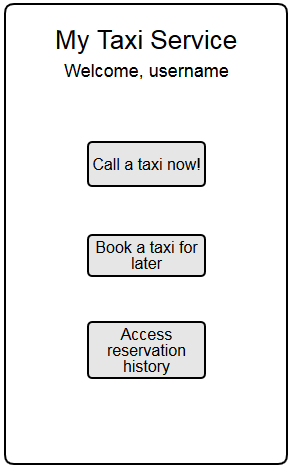 My Taxi Service
Welcome, username
Call a taxi now!
Book a taxi for
later
Access
reservation
history